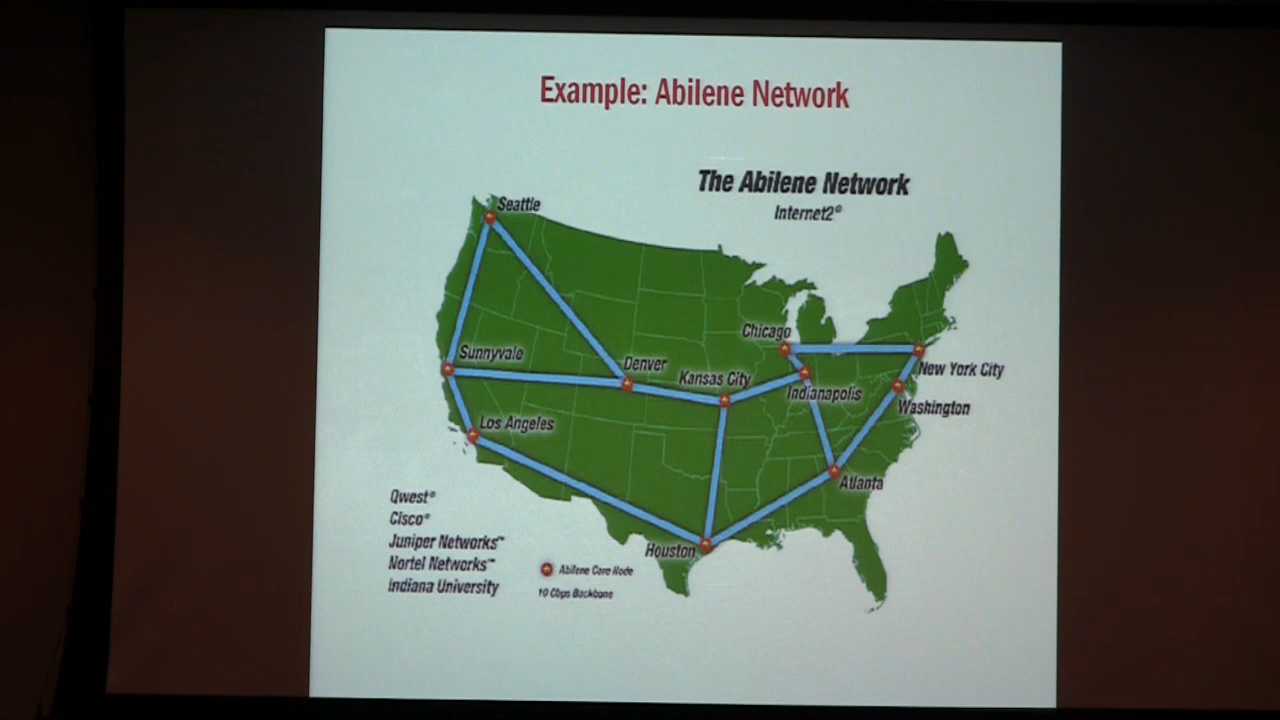 Example: Abilene Network
The Abilene Network
Internet2®
Seattle
Sunnyvale
Denver
Kansas City
Chicago
Indianapolis
New York City
Washington
Los Angeles
Atlanta
Houston
Qwest®
Cisco®
Juniper Networks™
Nortel Networks™
Indiana University
Abilene Core Node
10 Gbps Backbone